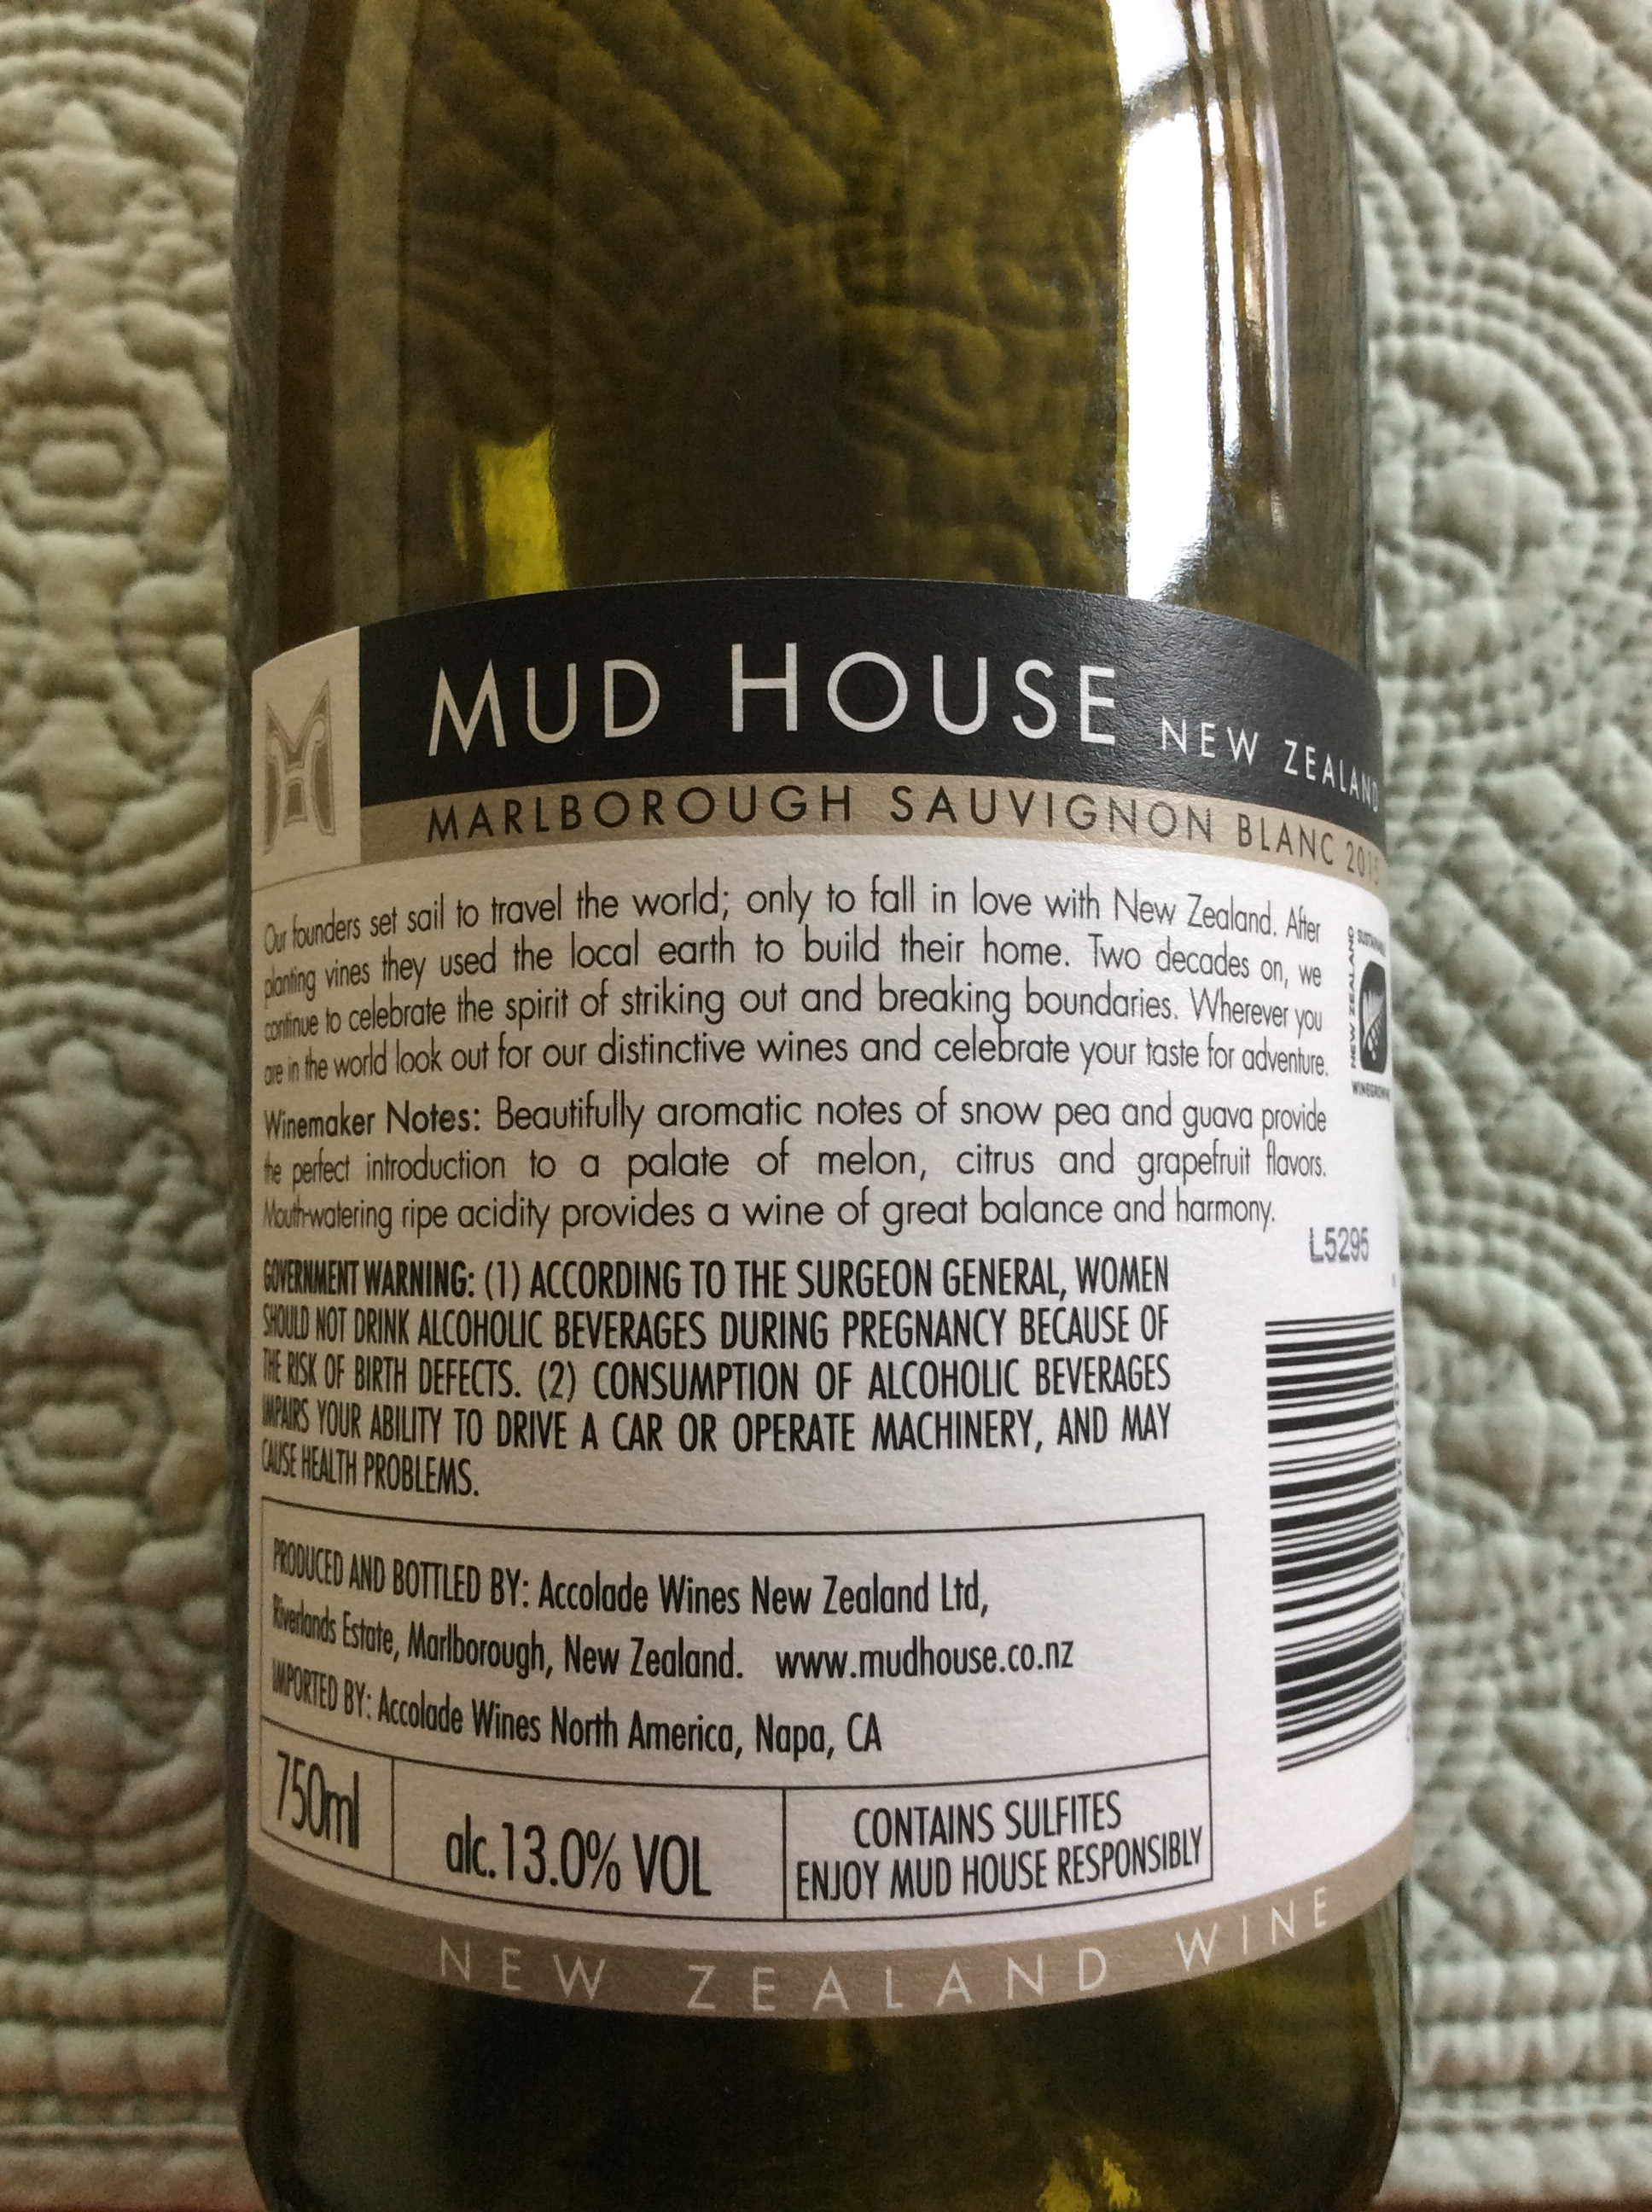 MUD HOUSE NEW ZEALAND
MARLBOROUGH SAUVIGNON BLANC 2015
Our founders set sail to travel the world; only to fall in love with New Zealand. After
planting vines they used the local earth to build their home. Two decades on, we
continue to celebrate the spirit of striking out and breaking boundaries. Wherever you
are in the world look out for our distinctive wines and celebrate your taste for adventure.
NEW ZEALAND
Winemaker Notes: Beautifully aromatic notes of snow pea and guava provide
the perfect introduction to a palate of melon, citrus and grapefruit flavors.
Mouth-watering ripe acidity provides a wine of great balance and harmony.
L5295
GOVERNMENT WARNING: (1) ACCORDING TO THE SURGEON GENERAL, WOMEN
SHOULD NOT DRINK ALCOHOLIC BEVERAGES DURING PREGNANCY BECAUSE OF
THE RISK OF BIRTH DEFECTS. (2) CONSUMPTION OF ALCOHOLIC BEVERAGES
IMPAIRS YOUR ABILITY TO DRIVE A CAR OR OPERATE MACHINERY, AND MAY
CAUSE HEALTH PROBLEMS.
PRODUCED AND BOTTLED BY: Accolade Wines New Zealand Ltd,
Riverlands Estate, Marlborough, New Zealand. www.mudhouse.co.nz
IMPORTED BY: Accolade Wines North America, Napa, CA
750ml
alc.13.0% VOL
CONTAINS SULFITES
ENJOY MUD HOUSE RESPONSIBLY
NEW ZEALAND WINE